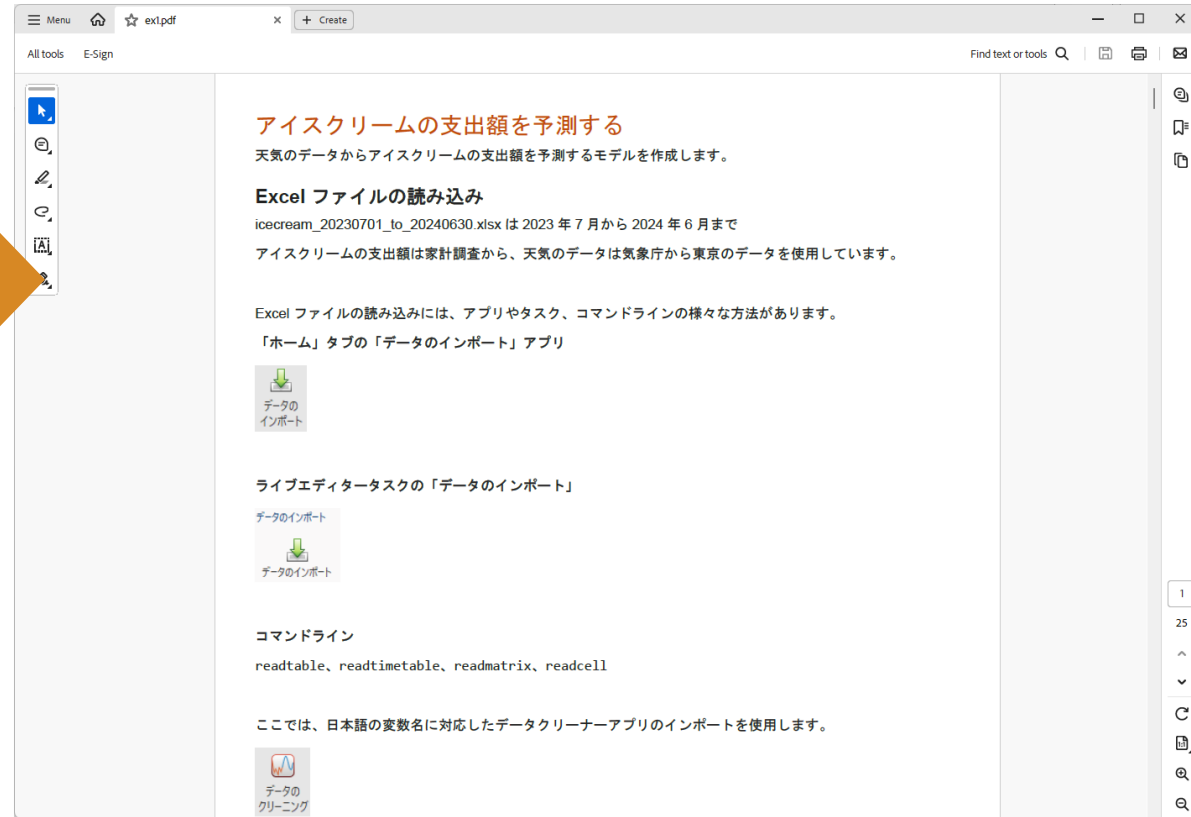 Menu ex1.pdf × + Create
All tools E-Sign Find text or tools
アイスクリームの支出額を予測する
天気のデータからアイスクリームの支出額を予測するモデルを作成します。
Excel ファイルの読み込み
icecream_20230701_to_20240630.xlsx は 2023 年 7 月から 2024 年 6 月まで
アイスクリームの支出額は家計調査から、天気のデータは気象庁から東京のデータを使用しています。
Excel ファイルの読み込みには、アプリやタスク、コマンドラインの様々な方法があります。
「ホーム」タブの「データのインポート」アプリ
データの
インポート
ライブエディタータスクの「データのインポート」
データのインポート
データのインポート
コマンドライン
readtable、readtimetable、readmatrix、readcell
ここでは、日本語の変数名に対応したデータクリーナーアプリのインポートを使用します。
データの
クリーニング
1
25